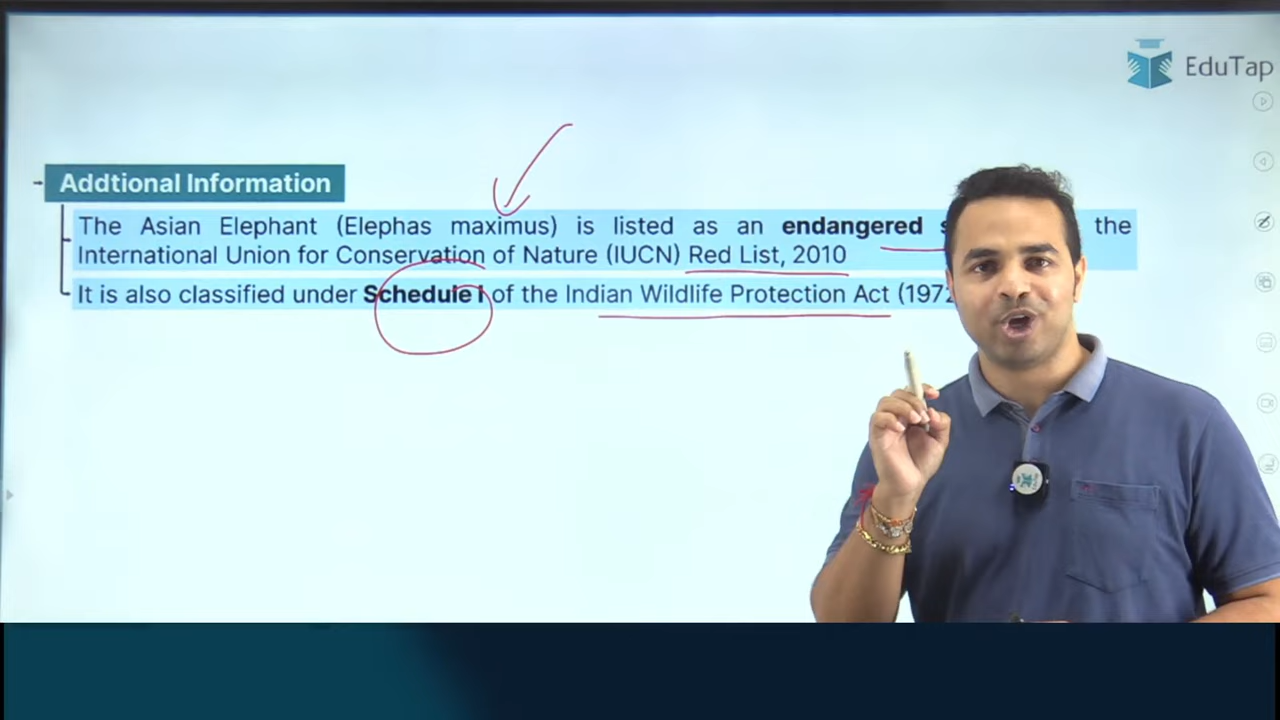 EduTap
Addtional Information
The Asian Elephant (Elephas maximus) is listed as an endangered the
International Union for Conservation of Nature (IUCN) Red List, 2010
It is also classified under Schedule I of the Indian Wildlife Protection Act (1972